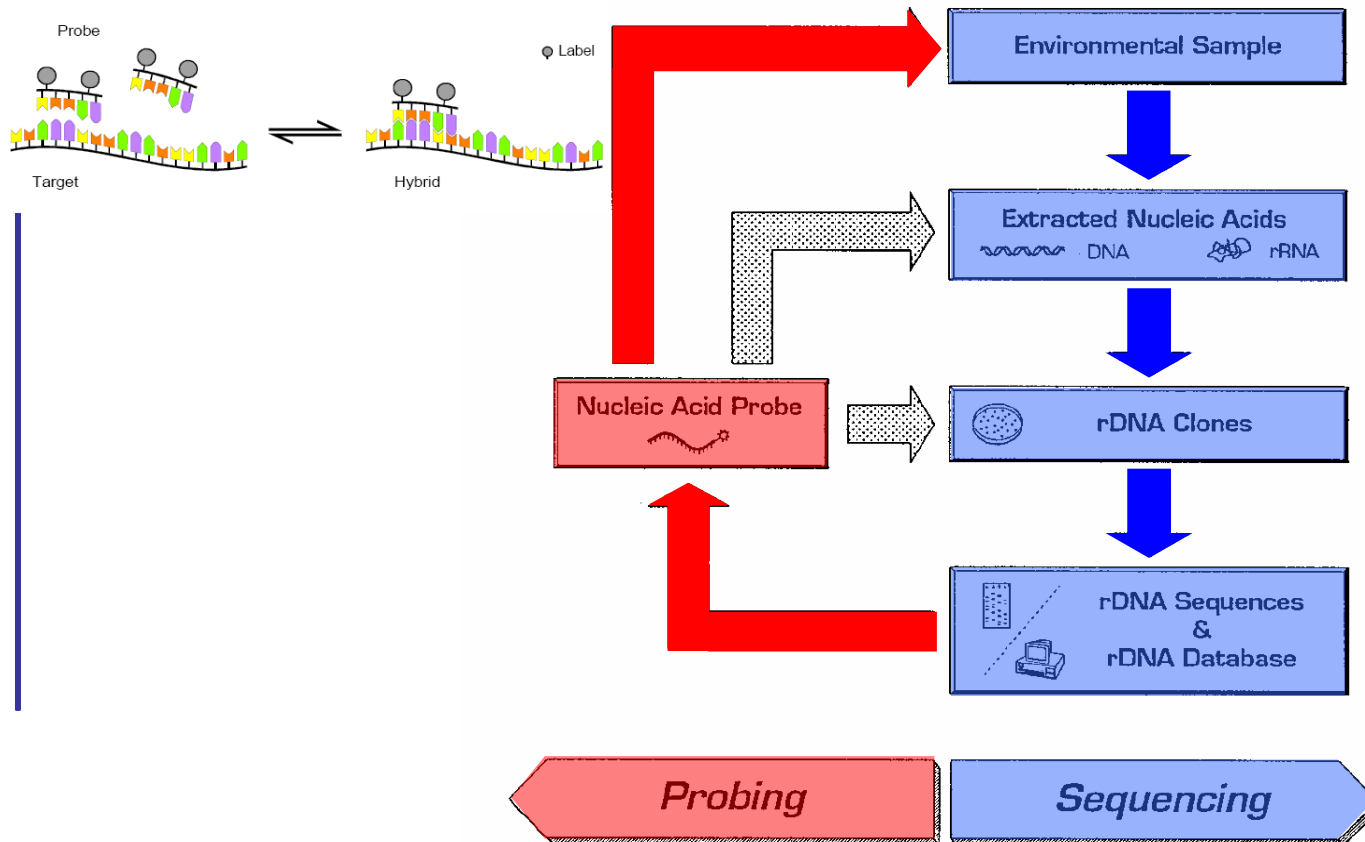 Probe
Label
Target
Hybrid
Environmental Sample
Extracted Nucleic Acids
DNA
rRNA
Nucleic Acid Probe
rDNA Clones
rDNA Sequences
&
rDNA Database
Probing
Sequencing